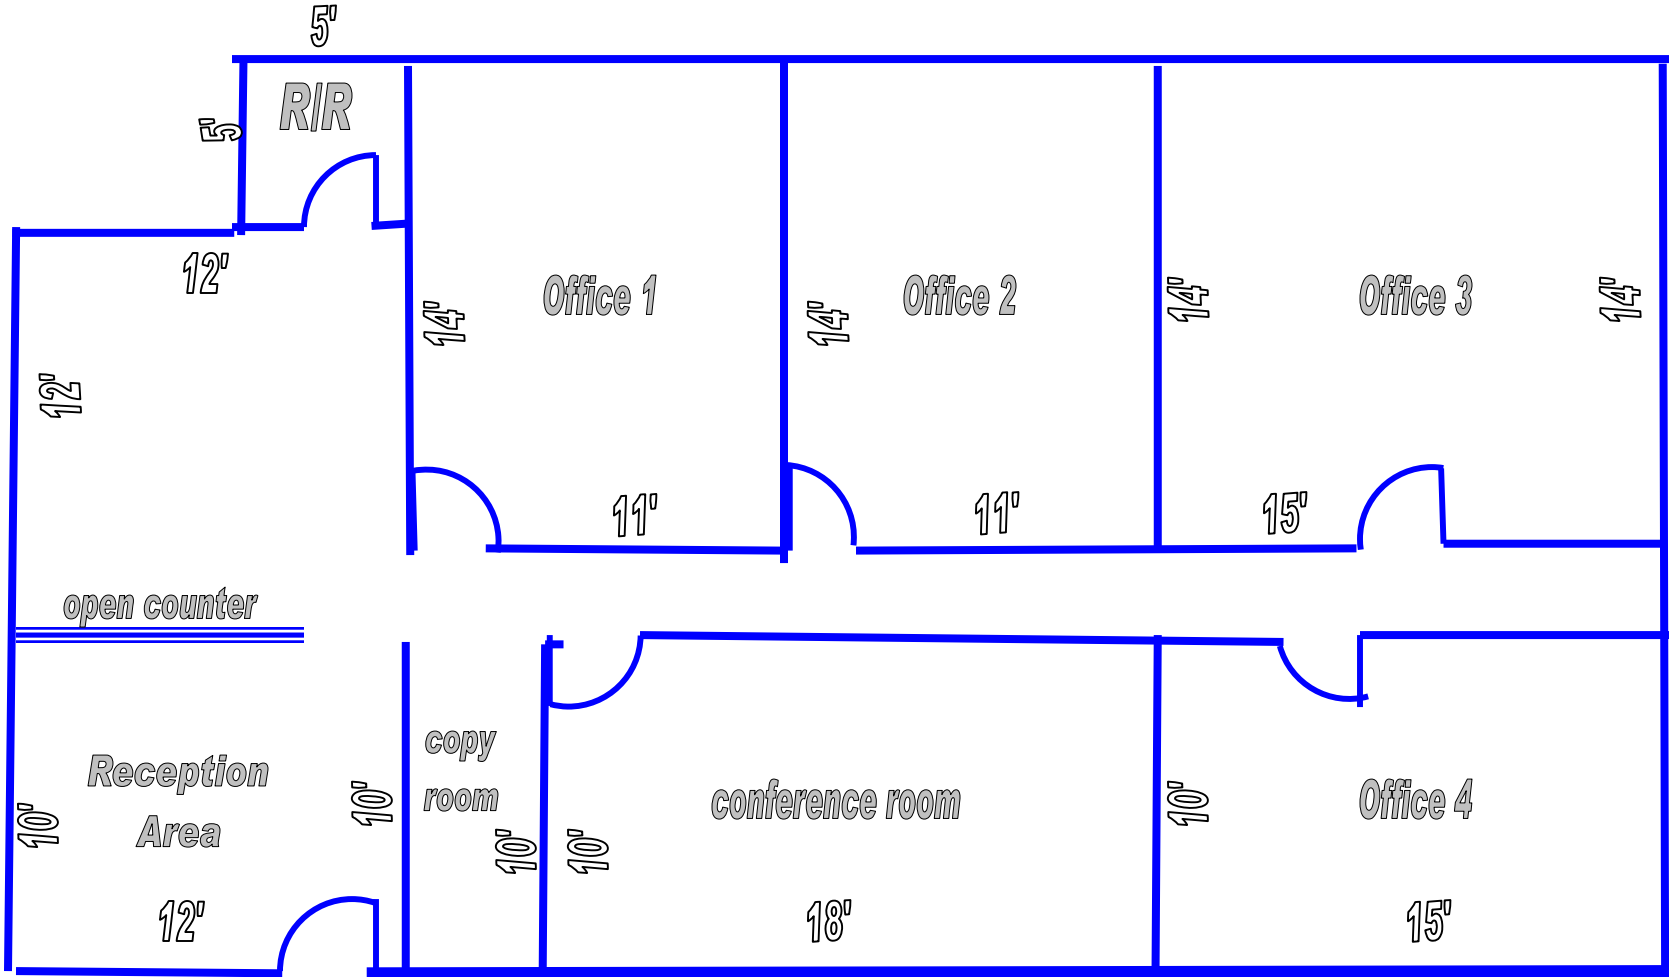 5'
R/R
5'
12'
14'
Office 1
14'
Office 2
14'
Office 3
14'
12'
11'
11'
15'
open counter
copy
room
Reception
Area
10'
10'
10'
10'
conference room
10'
Office 4
12'
18'
15'